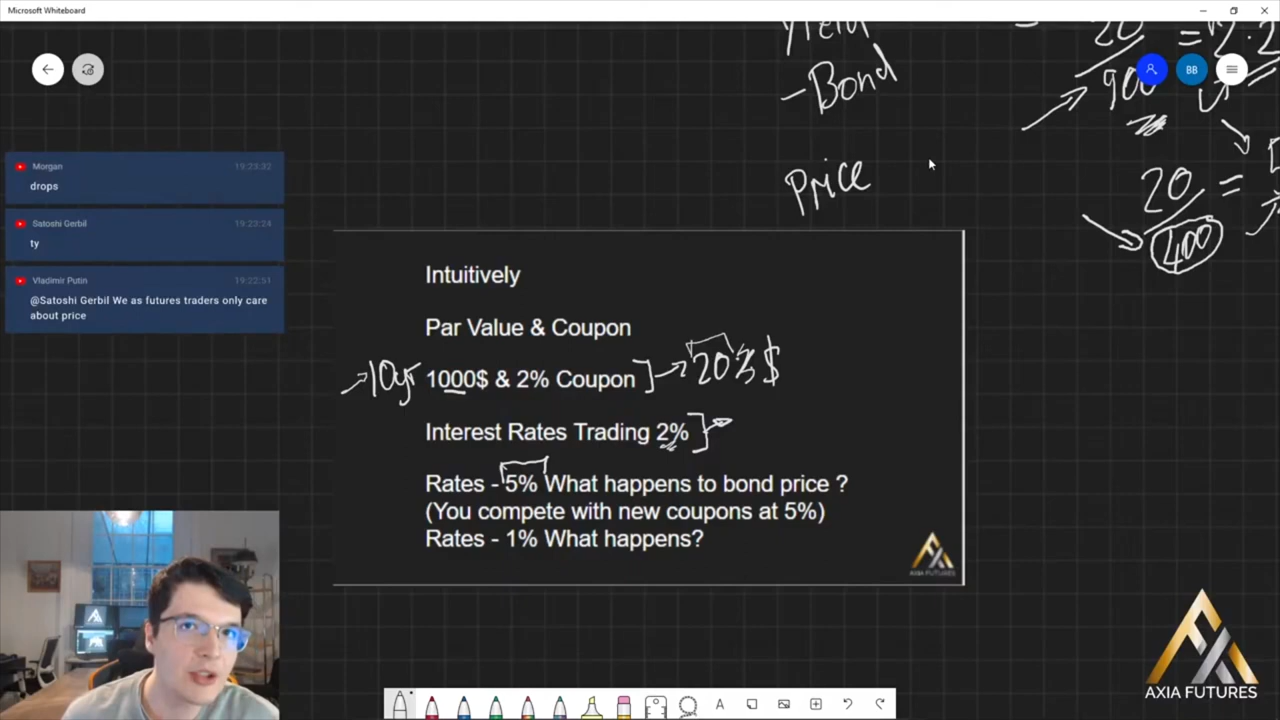 Microsoft Whiteboard
Yield
- Bond
Price
20
=
900
20 =
400
BB
Morgan 19:23:32
drops
Satoshi Gerbil 19:23:24
ty
Vladimir Putin 19:22:51
@Satoshi Gerbil We as futures traders only care
about price
Intuitively
Par Value & Coupon
10yr 1000$ & 2% Coupon 20 $
Interest Rates Trading 2%
Rates - 5% What happens to bond price ?
(You compete with new coupons at 5%)
Rates - 1% What happens?
AXIA FUTURES
AXIA FUTURES
A